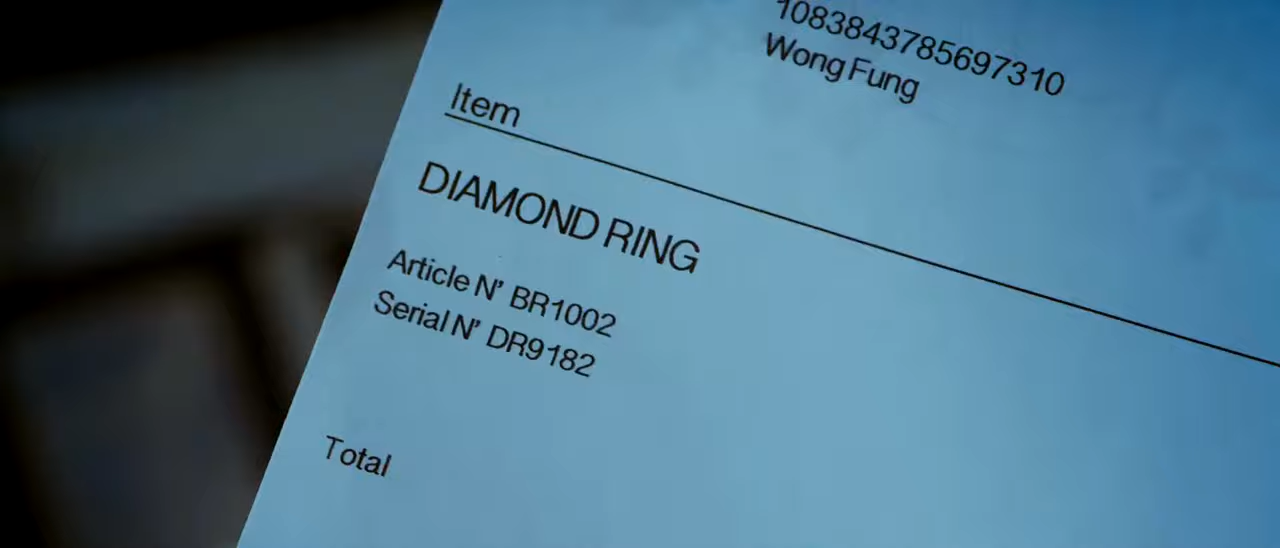 1083843785697310
Wong Fung
Item
DIAMOND RING
Article N' BR1002
Serial N' DR9182
Total